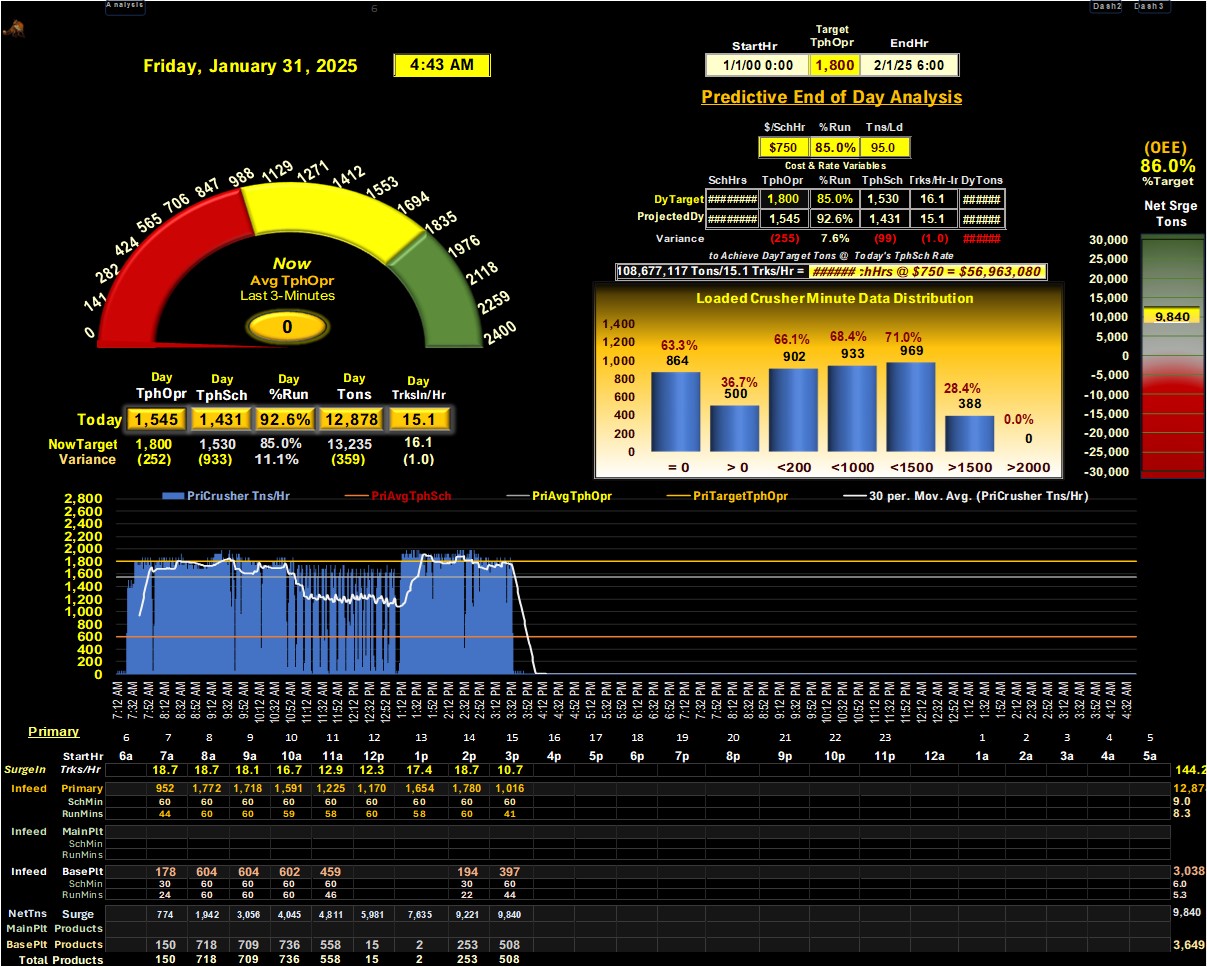 Analysis
6
Dash2 Dash3
Friday, January 31, 2025
4:43 AM
StartHr Target TphOpr EndHr
1/1/00 0:00 1,800 2/1/25 6:00
Predictive End of Day Analysis
$/SchHr %Run Tns/Ld
$750 85.0% 95.0
Cost & Rate Variables
SchHrs TphOpr %Run TphSch Trks/Hr-Ir DyTons
DyTarget ######## 1,800 85.0% 1,530 16.1 ######
ProjectedDy ######## 1,545 92.6% 1,431 15.1 ######
Variance (255) 7.6% (99) (1.0) ######
to Achieve DayTarget Tons @ Today's TphSch Rate
108,677,117 Tons/15.1 Trks/Hr = ###### :hHrs @ $750 = $56,963,080
(OEE)
86.0%
%Target
Net Srge
Tons
30,000
25,000
20,000
15,000
10,000
9,840
5,000
0
-5,000
-10,000
-15,000
-20,000
-25,000
-30,000
0 141 282 424 565 706 847 988 1129 1271 1412 1553 1694 1835 1976 2118 2259 2400
Now
Avg TphOpr
Last 3-Minutes
0
Day TphOpr Day TphSch Day %Run Day Tons Day TrksIn/Hr
Today 1,545 1,431 92.6% 12,878 15.1
NowTarget 1,800 1,530 85.0% 13,235 16.1
Variance (252) (933) 11.1% (359) (1.0)
Loaded Crusher Minute Data Distribution
1,400
1,200
1,000
800
600
400
200
0
63.3% 36.7% 66.1% 68.4% 71.0% 28.4% 0.0%
864 500 902 933 969 388 0
= 0 > 0 <200 <1000 <1500 >1500 >2000
PriCrusher Tns/Hr PriAvgTphSch PriAvgTphOpr PriTargetTphOpr 30 per. Mov. Avg. (PriCrusher Tns/Hr)
2,800
2,600
2,400
2,200
2,000
1,800
1,600
1,400
1,200
1,000
800
600
400
200
0
7:12 AM 7:32 AM 7:52 AM 8:12 AM 8:32 AM 8:52 AM 9:12 AM 9:32 AM 9:52 AM 10:12 AM 10:32 AM 10:52 AM 11:12 AM 11:32 AM 11:52 AM 12:12 PM 12:32 PM 12:52 PM 1:12 PM 1:32 PM 1:52 PM 2:12 PM 2:32 PM 2:52 PM 3:12 PM 3:32 PM 3:52 PM 4:12 PM 4:32 PM 4:52 PM 5:12 PM 5:32 PM 5:52 PM 6:12 PM 6:32 PM 6:52 PM 7:12 PM 7:32 PM 7:52 PM 8:12 PM 8:32 PM 8:52 PM 9:12 PM 9:32 PM 9:52 PM 10:12 PM 10:32 PM 10:52 PM 11:12 PM 11:32 PM 11:52 PM 12:12 AM 12:32 AM 12:52 AM 1:12 AM 1:32 AM 1:52 AM 2:12 AM 2:32 AM 2:52 AM 3:12 AM 3:32 AM 3:52 AM 4:12 AM 4:32 AM
Primary
6 7 8 9 10 11 12 13 14 15 16 17 18 19 20 21 22 23 1 2 3 4 5
StartHr 6a 7a 8a 9a 10a 11a 12p 1p 2p 3p 4p 5p 6p 7p 8p 9p 10p 11p 12a 1a 2a 3a 4a 5a
SurgeIn Trks/Hr 18.7 18.7 18.1 16.7 12.9 12.3 17.4 18.7 10.7 144.2
Infeed Primary 952 1,772 1,718 1,591 1,225 1,170 1,654 1,780 1,016 12,87
SchMin 60 60 60 60 60 60 60 60 60 9.0
RunMins 44 60 60 59 58 60 58 60 41 8.3
Infeed MainPlt
SchMin
RunMins
Infeed BasePlt 178 604 604 602 459 194 397 3,038
SchMin 30 60 60 60 60 30 60 6.0
RunMins 24 60 60 60 46 22 44 5.3
NetTns Surge 774 1,942 3,056 4,045 4,811 5,981 7,635 9,221 9,840 9,840
MainPlt Products
BasePlt Products 150 718 709 736 558 15 2 253 508 3,649
Total Products 150 718 709 736 558 15 2 253 508